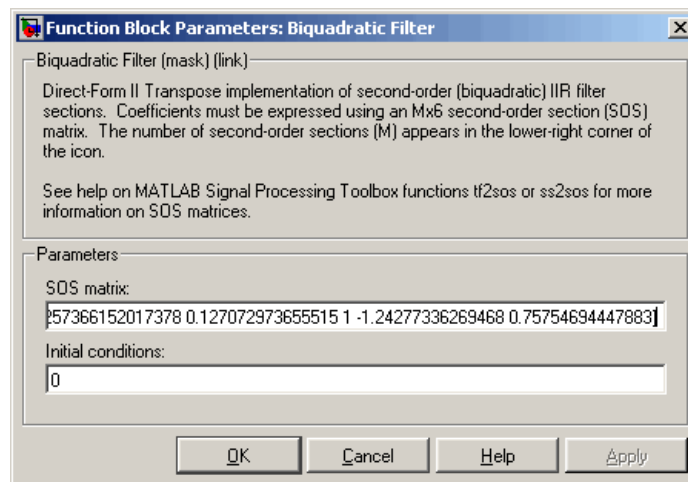 Function Block Parameters: Biquadratic Filter
Biquadratic Filter (mask) (link)
Direct-Form II Transpose implementation of second-order (biquadratic) IIR filter
sections.  Coefficients must be expressed using an Mx6 second-order section (SOS)
matrix.  The number of second-order sections (M) appears in the lower-right corner of
the icon.
See help on MATLAB Signal Processing Toolbox functions tf2sos or ss2sos for more
information on SOS matrices.
Parameters
SOS matrix:
257366152017378 0.127072973655515 1 -1.24277336269468 0.75754694447883]
Initial conditions:
0
OK Cancel Help Apply